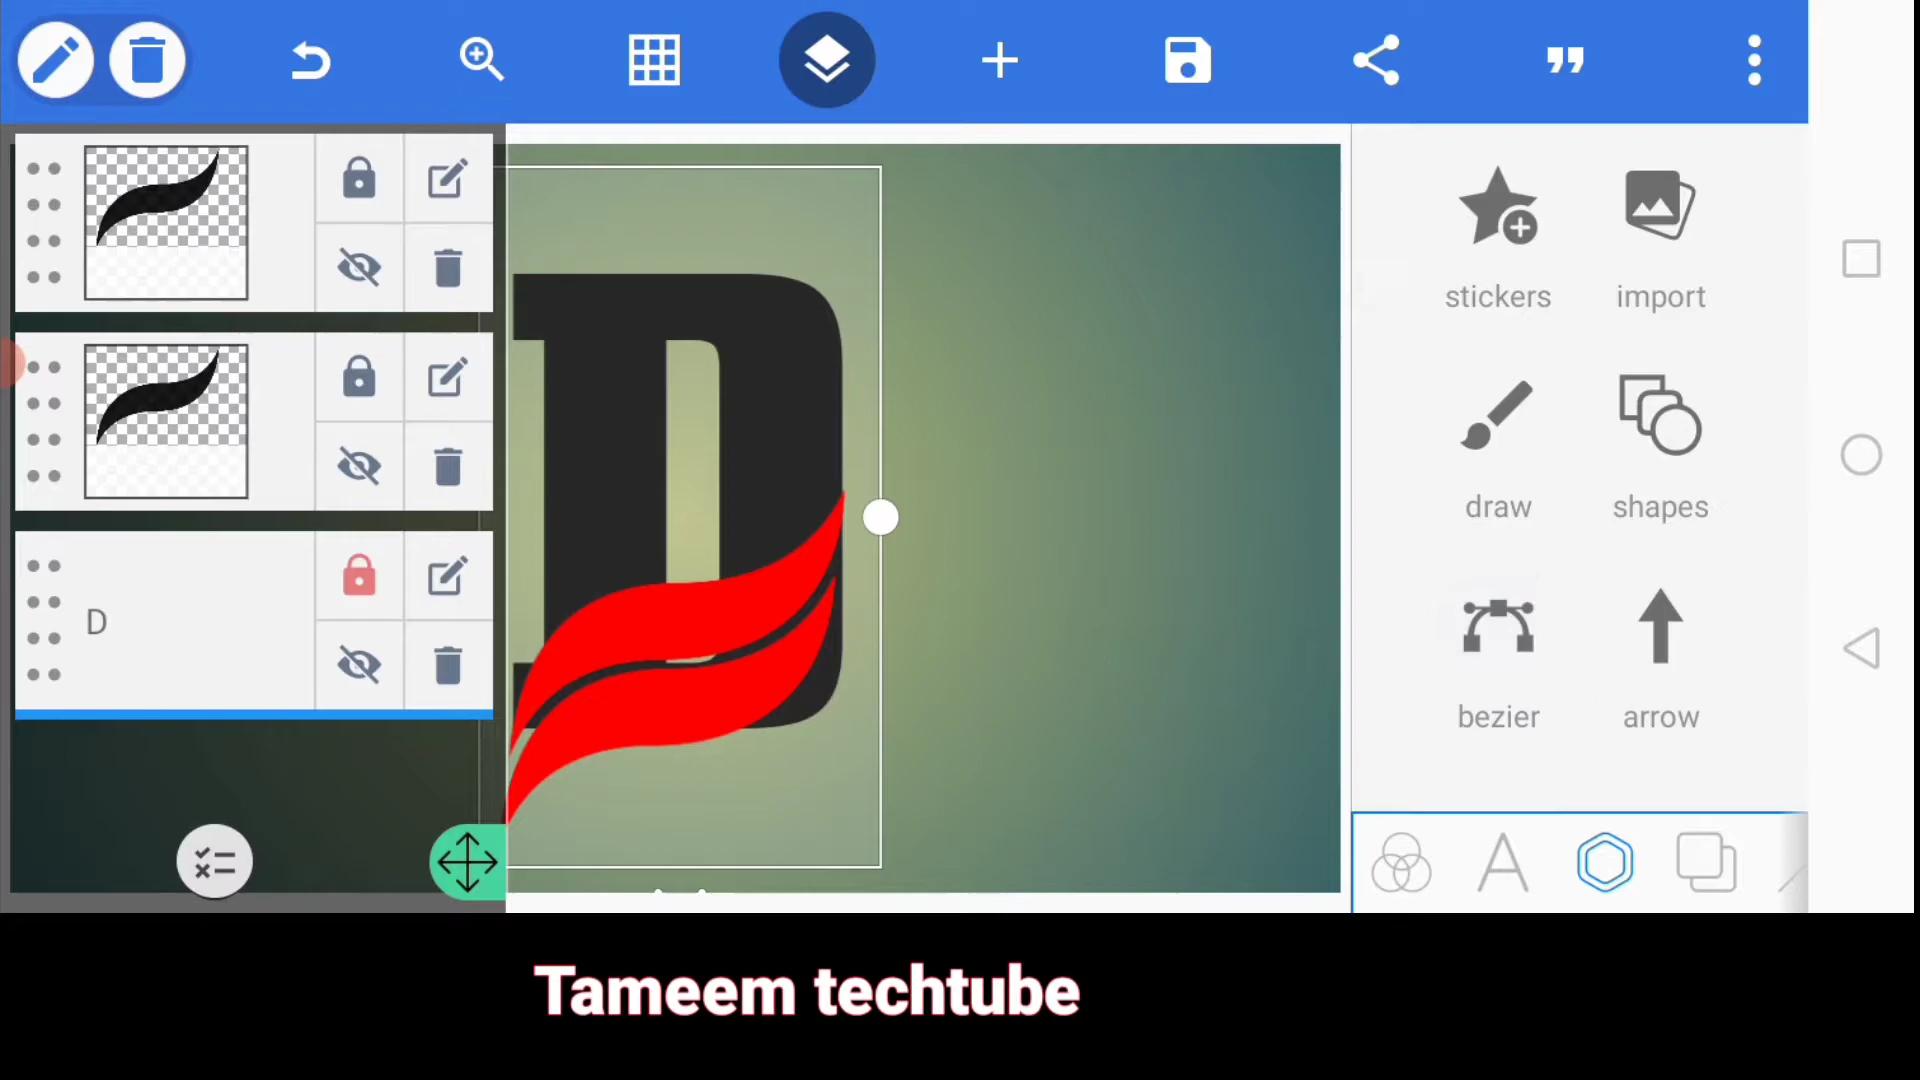 stickers
import
draw
shapes
D
D
bezier
arrow
Tameem techtube